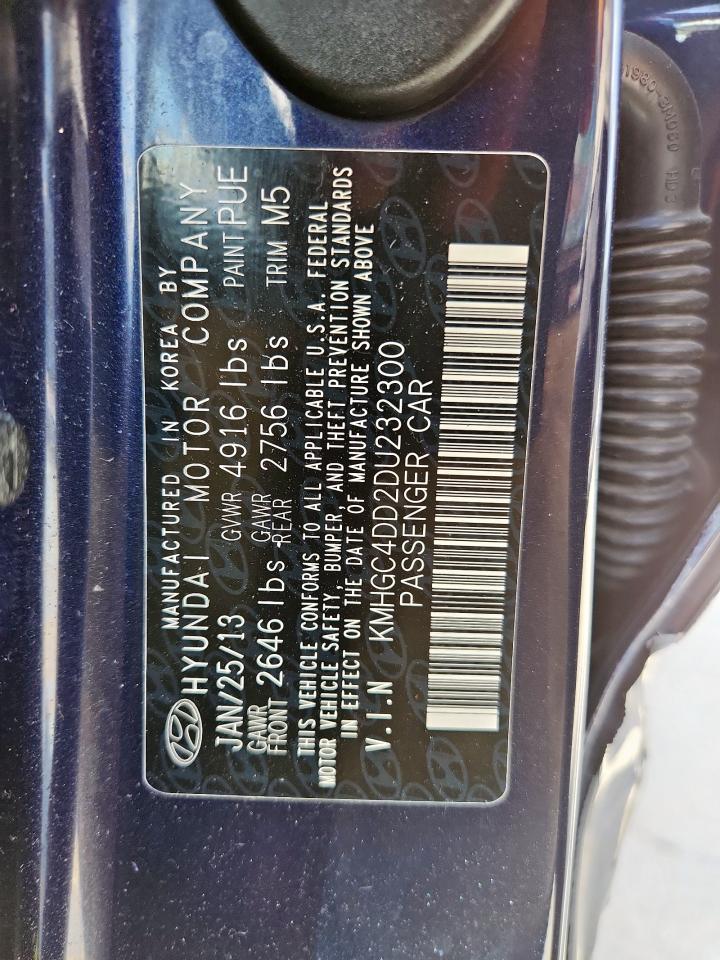 MANUFACTURED IN KOREA BY
HYUNDAI MOTOR COMPANY
JAN/25/13 GVWR 4916 lbs PAINT PUE
GAWR FRONT 2646 lbs GAWR REAR 2756 lbs TRIM M5
THIS VEHICLE CONFORMS TO ALL APPLICABLE U.S.A. FEDERAL
MOTOR VEHICLE SAFETY, BUMPER, AND THEFT PREVENTION STANDARDS
IN EFFECT ON THE DATE OF MANUFACTURE SHOWN ABOVE
V.I.N KMHGC4DD2DU232300
PASSENGER CAR